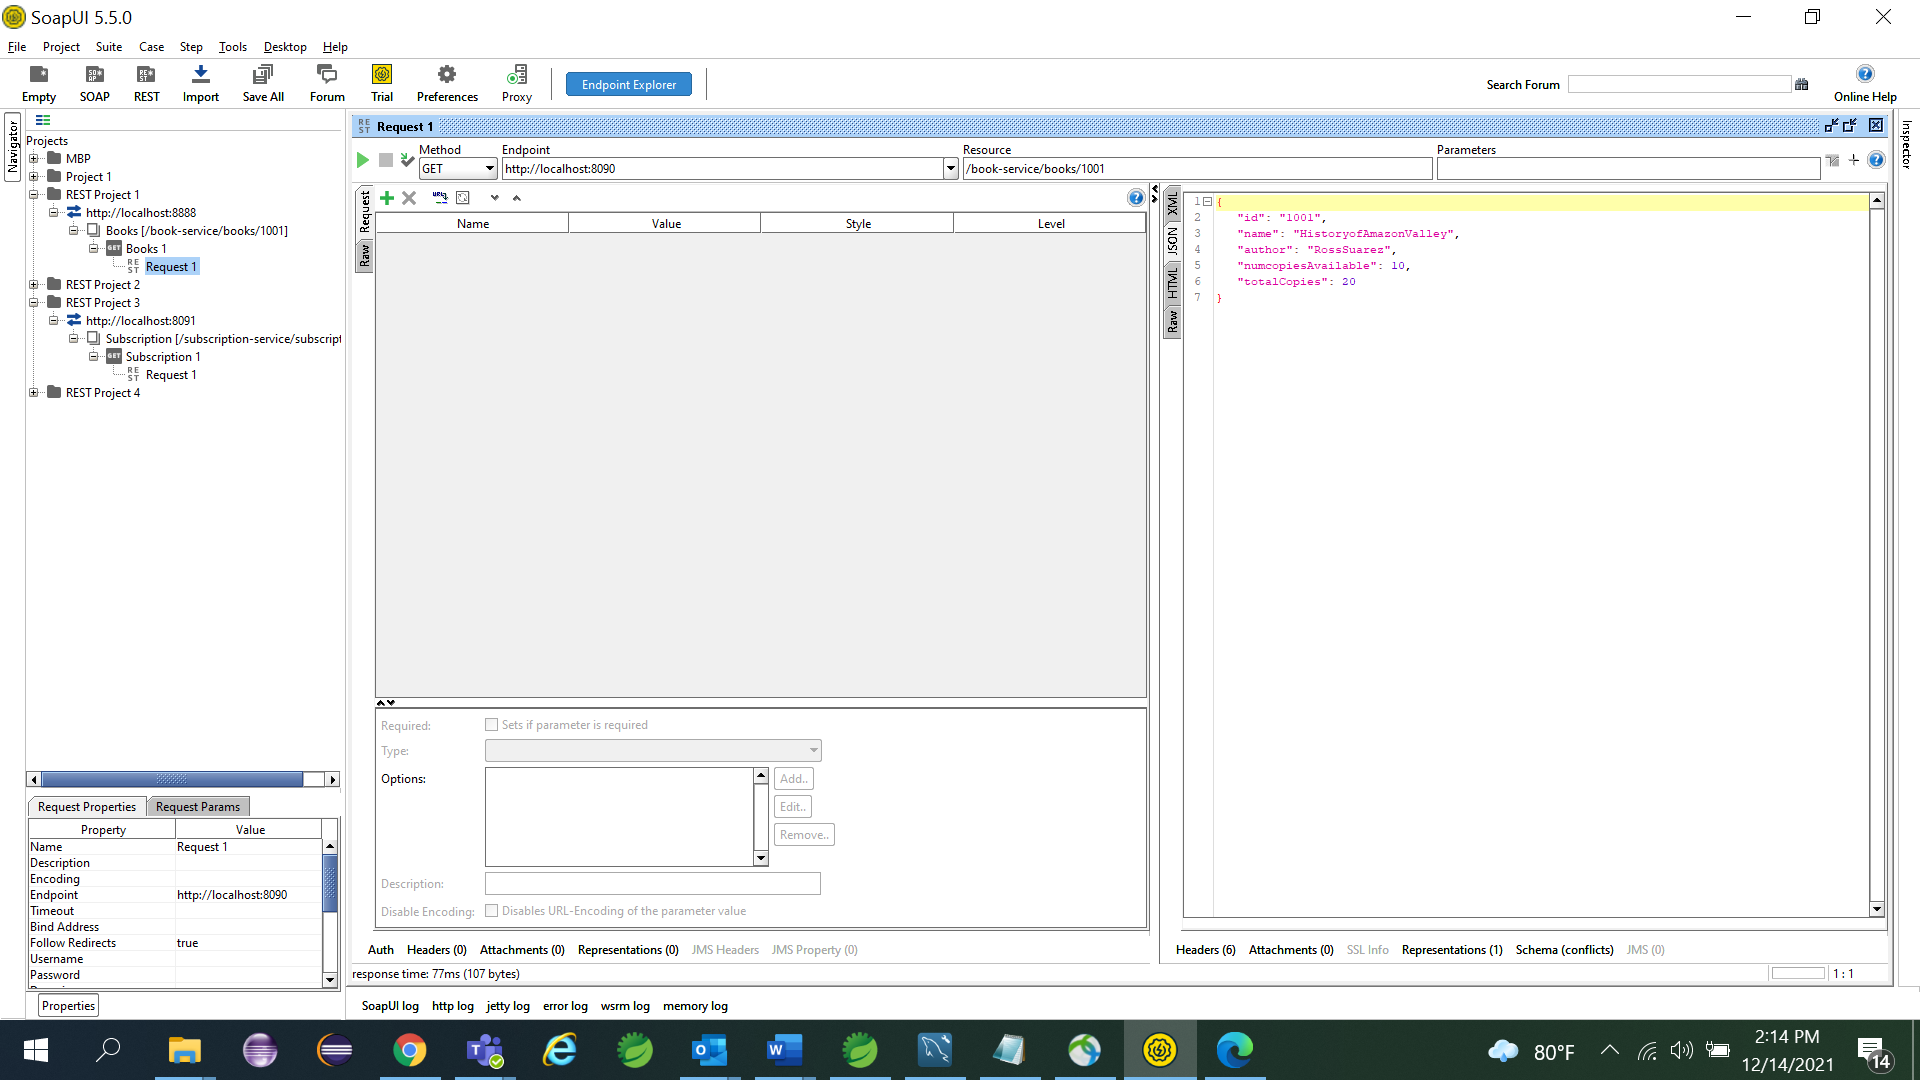 SoapUI 5.5.0
File Project Suite Case Step Tools Desktop Help
Empty SOAP REST Import Save All Forum Trial Preferences Proxy Endpoint Explorer Search Forum Online Help
Navigator
Projects
MBP
Project 1
REST Project 1
http://localhost:8888
Books [/book-service/books/1001]
GET Books 1
REST Request 1
REST Project 2
REST Project 3
http://localhost:8091
Subscription [/subscription-service/subscript
GET Subscription 1
REST Request 1
REST Project 4
Request Properties Request Params
Property Value
Name Request 1
Description
Encoding
Endpoint http://localhost:8090
Timeout
Bind Address
Follow Redirects true
Username
Password
Properties
REST Request 1
Method Endpoint Resource Parameters
GET http://localhost:8090 /book-service/books/1001
Request
Raw
Name Value Style Level
Required: Sets if parameter is required
Type:
Options: Add..
Edit..
Remove..
Description:
Disable Encoding: Disables URL-Encoding of the parameter value
Auth Headers (0) Attachments (0) Representations (0) JMS Headers JMS Property (0)
response time: 77ms (107 bytes)
XML
JSON
HTML
Raw
1 {
2 "id": "1001",
3 "name": "HistoryofAmazonValley",
4 "author": "RossSuarez",
5 "numcopiesAvailable": 10,
6 "totalCopies": 20
7 }
Headers (6) Attachments (0) SSL Info Representations (1) Schema (conflicts) JMS (0)
1 : 1
Inspector
SoapUI log http log jetty log error log wsrm log memory log
80°F
2:14 PM
12/14/2021
14